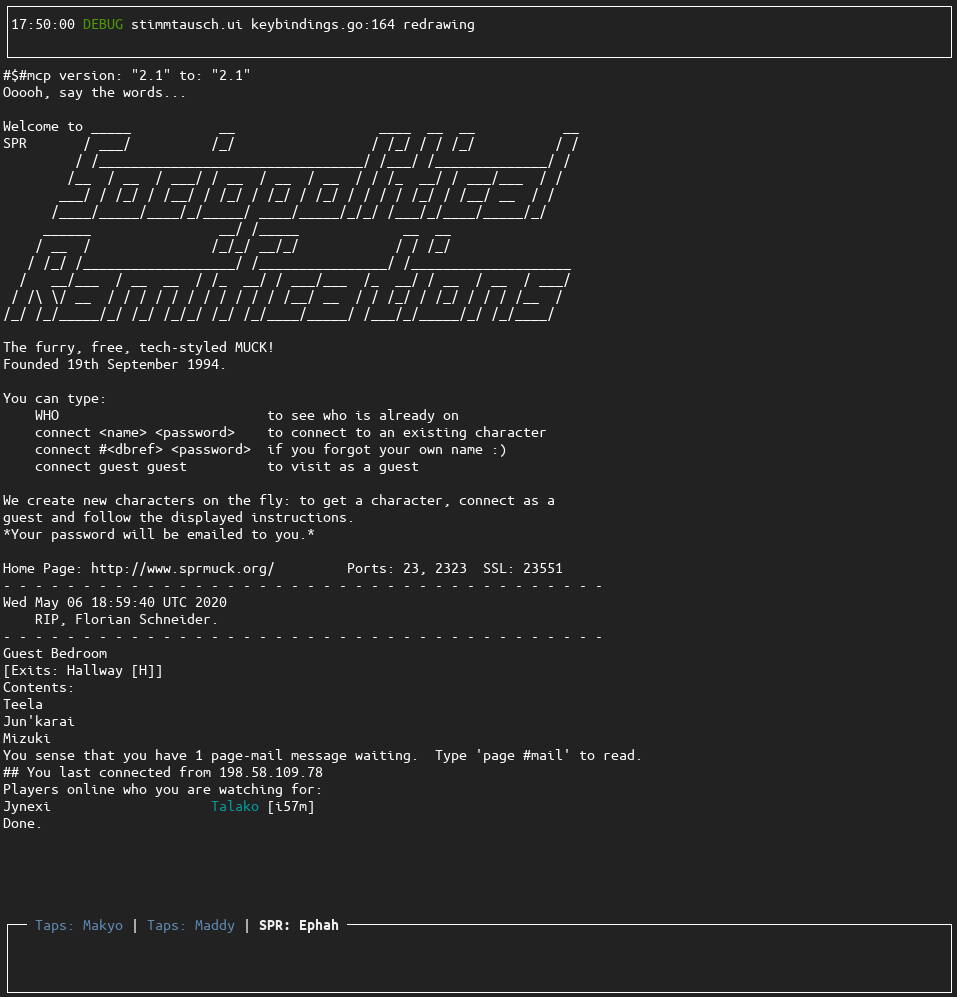 17:50:00 DEBUG stimmtausch.ui keybindings.go:164 redrawing
#$#mcp version: "2.1" to: "2.1"
Ooooh, say the words...
Welcome to
SPR
The furry, free, tech-styled MUCK!
Founded 19th September 1994.
You can type:
WHO to see who is already on
connect <name> <password> to connect to an existing character
connect #<dbref> <password> if you forgot your own name :)
connect guest guest to visit as a guest
We create new characters on the fly: to get a character, connect as a
guest and follow the displayed instructions.
*Your password will be emailed to you.*
Home Page: http://www.sprmuck.org/ Ports: 23, 2323 SSL: 23551
- - - - - - - - - - - - - - - - - - - - - - - - - - - - - - - - - - - - - -
Wed May 06 18:59:40 UTC 2020
RIP, Florian Schneider.
- - - - - - - - - - - - - - - - - - - - - - - - - - - - - - - - - - - - - -
Guest Bedroom
[Exits: Hallway [H]]
Contents:
Teela
Jun'karai
Mizuki
You sense that you have 1 page-mail message waiting. Type 'page #mail' to read.
## You last connected from 198.58.109.78
Players online who you are watching for:
Jynexi Talako [i57m]
Done.
Taps: Makyo | Taps: Maddy | SPR: Ephah